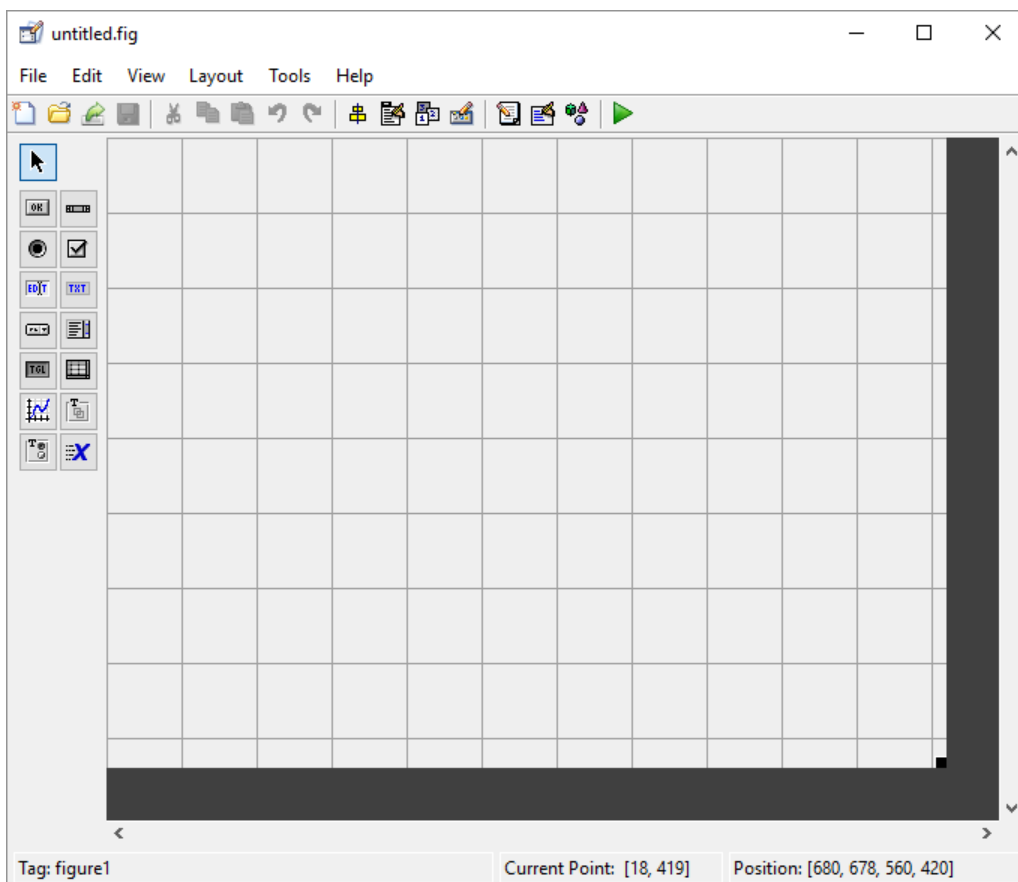 untitled.fig
File Edit View Layout Tools Help
OK
EDIT TXT
TGL
T
T X
Tag: figure1 Current Point: [18, 419] Position: [680, 678, 560, 420]